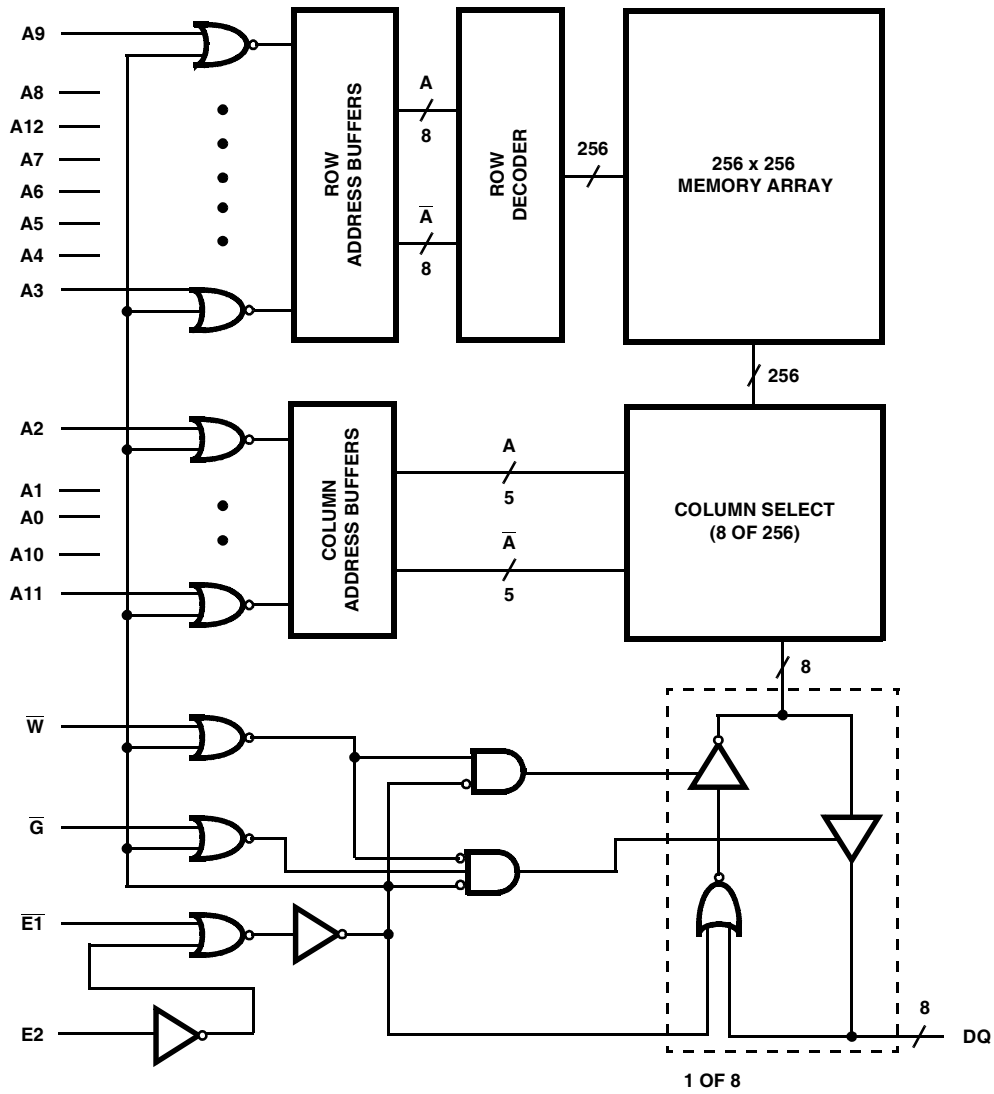 A9
A8
A12
A7
A6
A5
A4
A3
ROW
ADDRESS BUFFERS
A
8
A̅
8
ROW
DECODER
256
256 x 256
MEMORY ARRAY
256
A2
A1
A0
A10
A11
COLUMN
ADDRESS BUFFERS
A
5
A̅
5
COLUMN SELECT
(8 OF 256)
8
W̅
G̅
E̅1̅
E2
8
DQ
1 OF 8